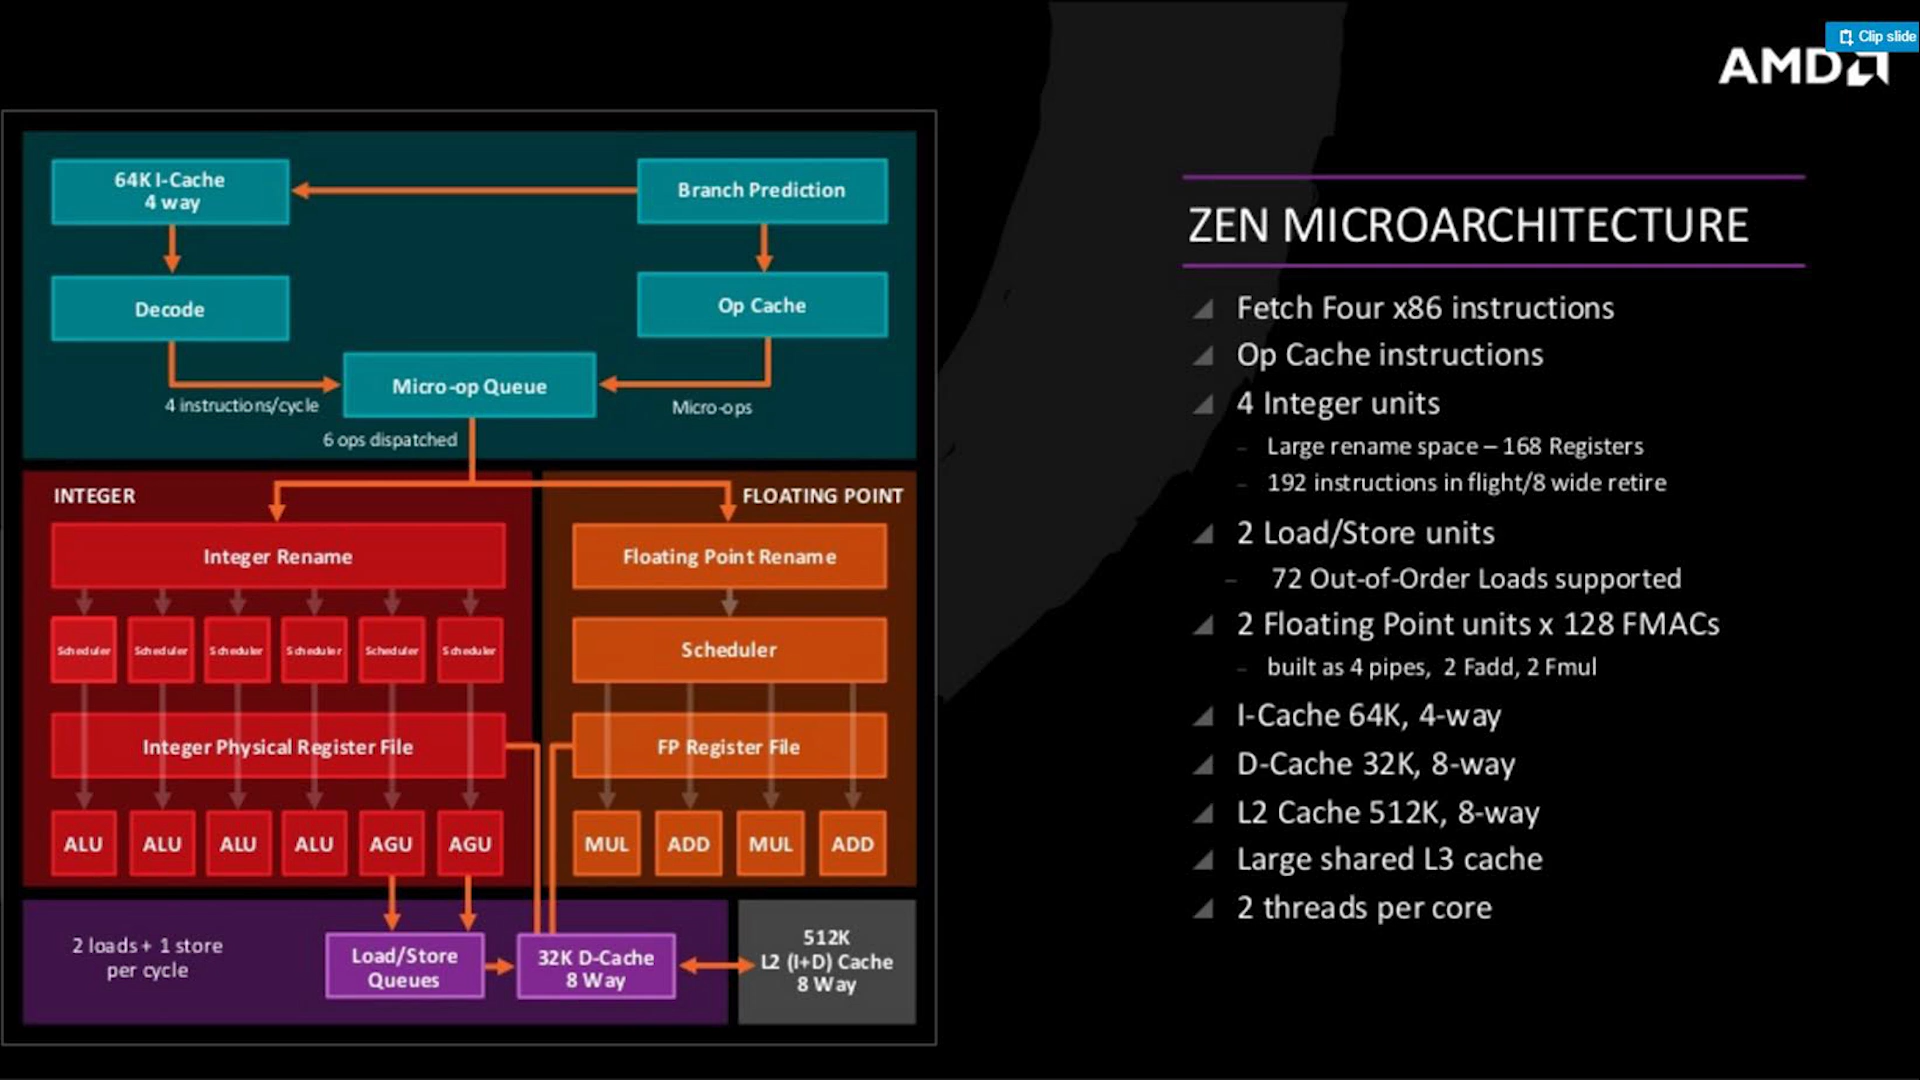 Clip slide
AMD
64K I-Cache
4 way
Branch Prediction
Decode
Op Cache
Micro-op Queue
4 instructions/cycle
Micro-ops
6 ops dispatched
INTEGER
FLOATING POINT
Integer Rename
Floating Point Rename
Scheduler
Scheduler
Scheduler
Scheduler
Scheduler
Scheduler
Scheduler
Integer Physical Register File
FP Register File
ALU
ALU
ALU
ALU
AGU
AGU
MUL
ADD
MUL
ADD
2 loads + 1 store
per cycle
Load/Store
Queues
32K D-Cache
8 Way
512K
L2 (I+D) Cache
8 Way
ZEN MICROARCHITECTURE
Fetch Four x86 instructions
Op Cache instructions
4 Integer units
– Large rename space – 168 Registers
– 192 instructions in flight/8 wide retire
2 Load/Store units
– 72 Out-of-Order Loads supported
2 Floating Point units x 128 FMACs
– built as 4 pipes, 2 Fadd, 2 Fmul
I-Cache 64K, 4-way
D-Cache 32K, 8-way
L2 Cache 512K, 8-way
Large shared L3 cache
2 threads per core